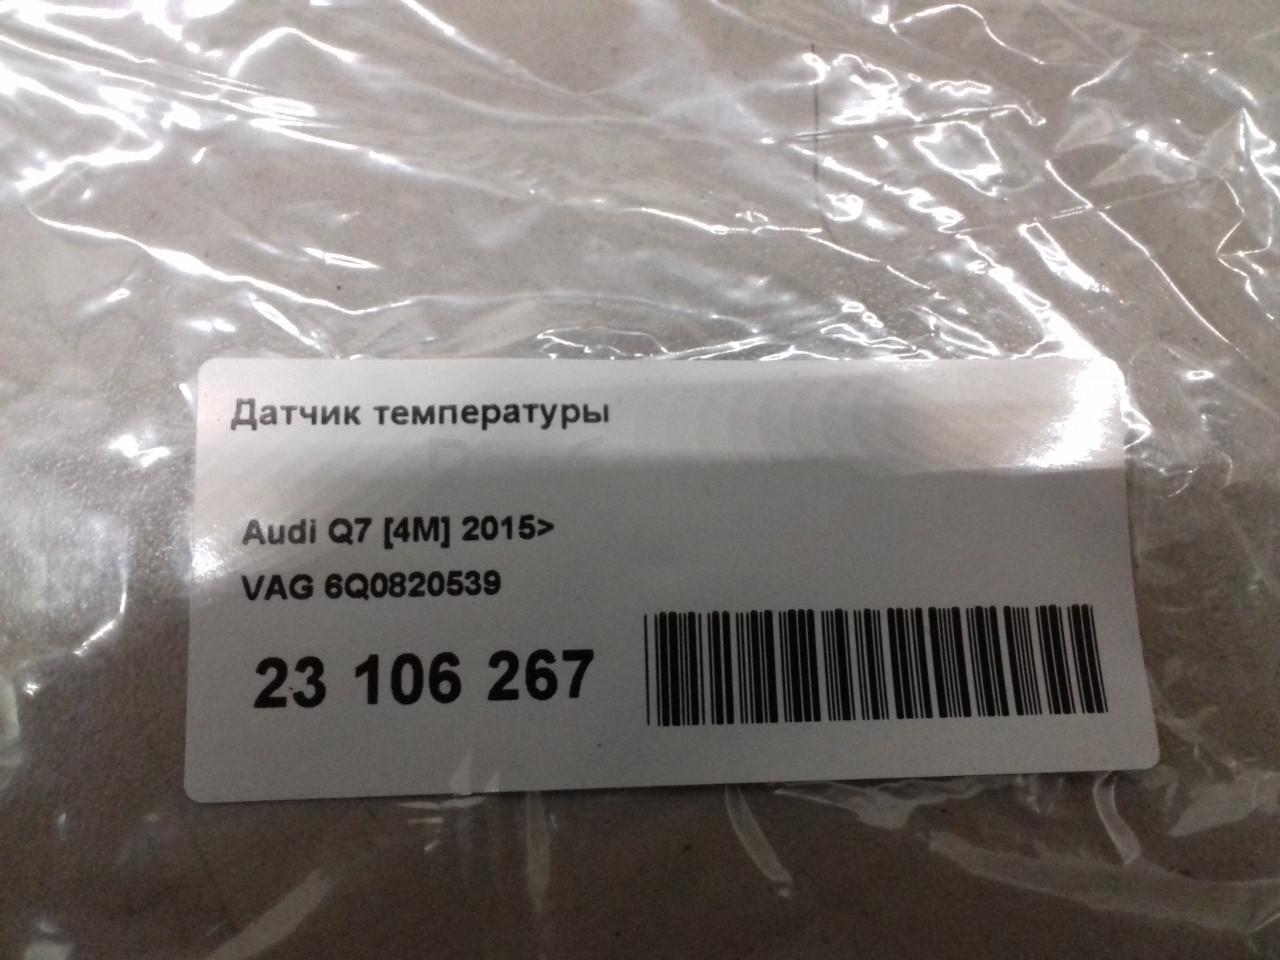 Датчик температуры
Audi Q7 [4M] 2015>
VAG 6Q0820539
23 106 267